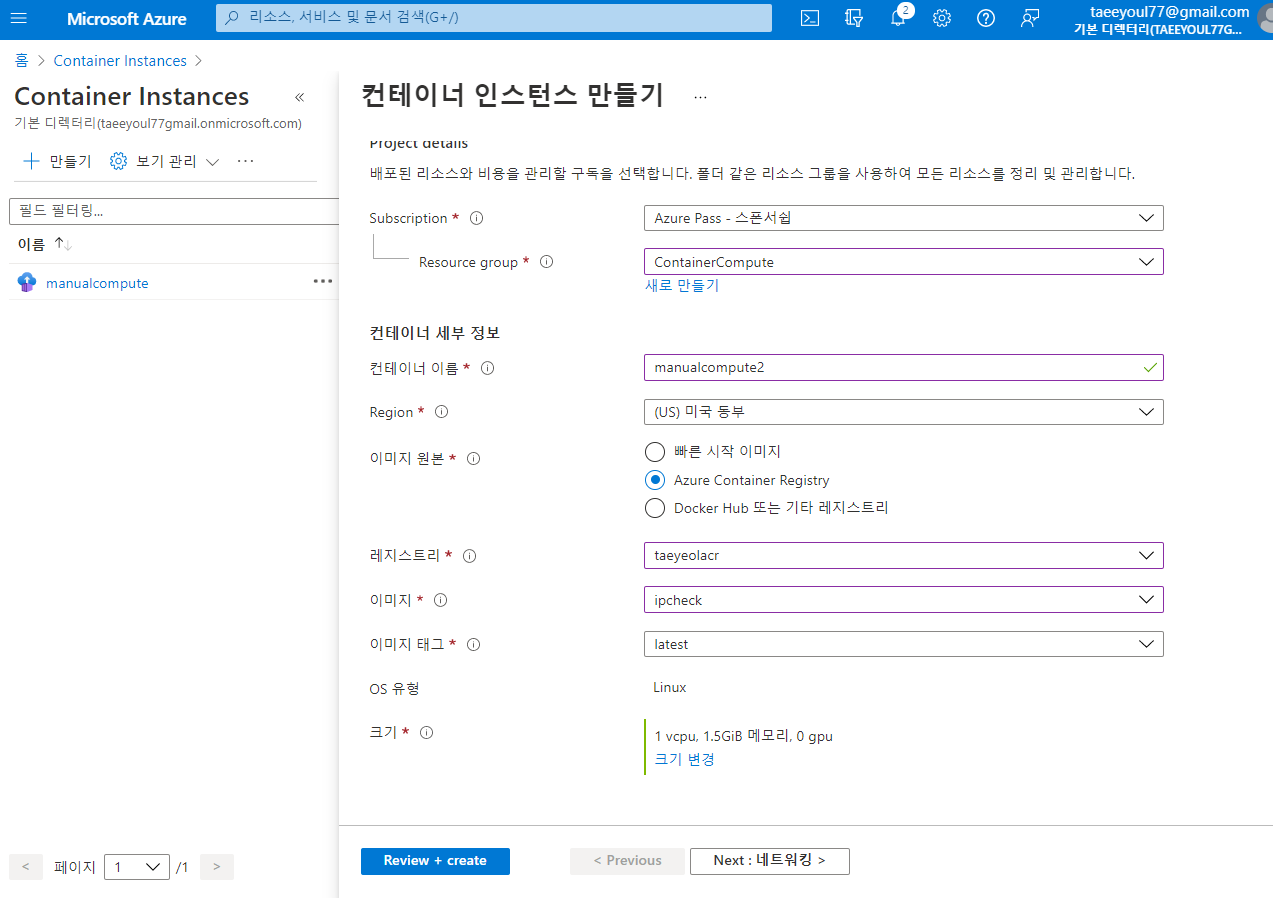 Microsoft Azure
리소스, 서비스 및 문서 검색(G+/)
2
taeeyoul77@gmail.com
기본 디렉터리(TAEEYOUL77G...
홈 > Container Instances >
Container Instances «
기본 디렉터리(taeeyoul77gmail.onmicrosoft.com)
+ 만들기 보기 관리 ...
필드 필터링...
이름 ↑↓
manualcompute ...
< 페이지 1 /1 >
컨테이너 인스턴스 만들기 ...
Project details
배포된 리소스와 비용을 관리할 구독을 선택합니다. 폴더 같은 리소스 그룹을 사용하여 모든 리소스를 정리 및 관리합니다.
Subscription * Azure Pass - 스폰서쉽
Resource group * ContainerCompute
새로 만들기
컨테이너 세부 정보
컨테이너 이름 * manualcompute2
Region * (US) 미국 동부
이미지 원본 * 빠른 시작 이미지
Azure Container Registry
Docker Hub 또는 기타 레지스트리
레지스트리 * taeyeolacr
이미지 * ipcheck
이미지 태그 * latest
OS 유형 Linux
크기 * 1 vcpu, 1.5GiB 메모리, 0 gpu
크기 변경
Review + create < Previous Next : 네트워킹 >